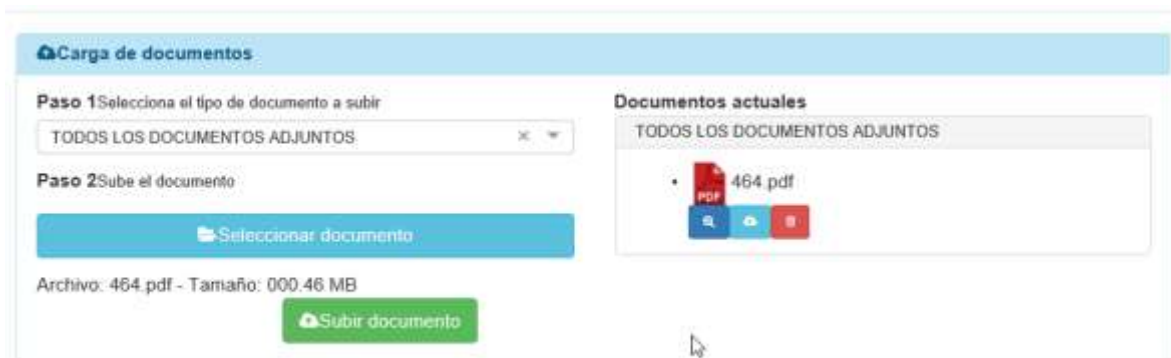 Carga de documentos
Paso 1Selecciona el tipo de documento a subir
TODOS LOS DOCUMENTOS ADJUNTOS
Paso 2Sube el documento
Seleccionar documento
Archivo: 464.pdf - Tamaño: 000.46 MB
Subir documento
Documentos actuales
TODOS LOS DOCUMENTOS ADJUNTOS
PDF
464.pdf